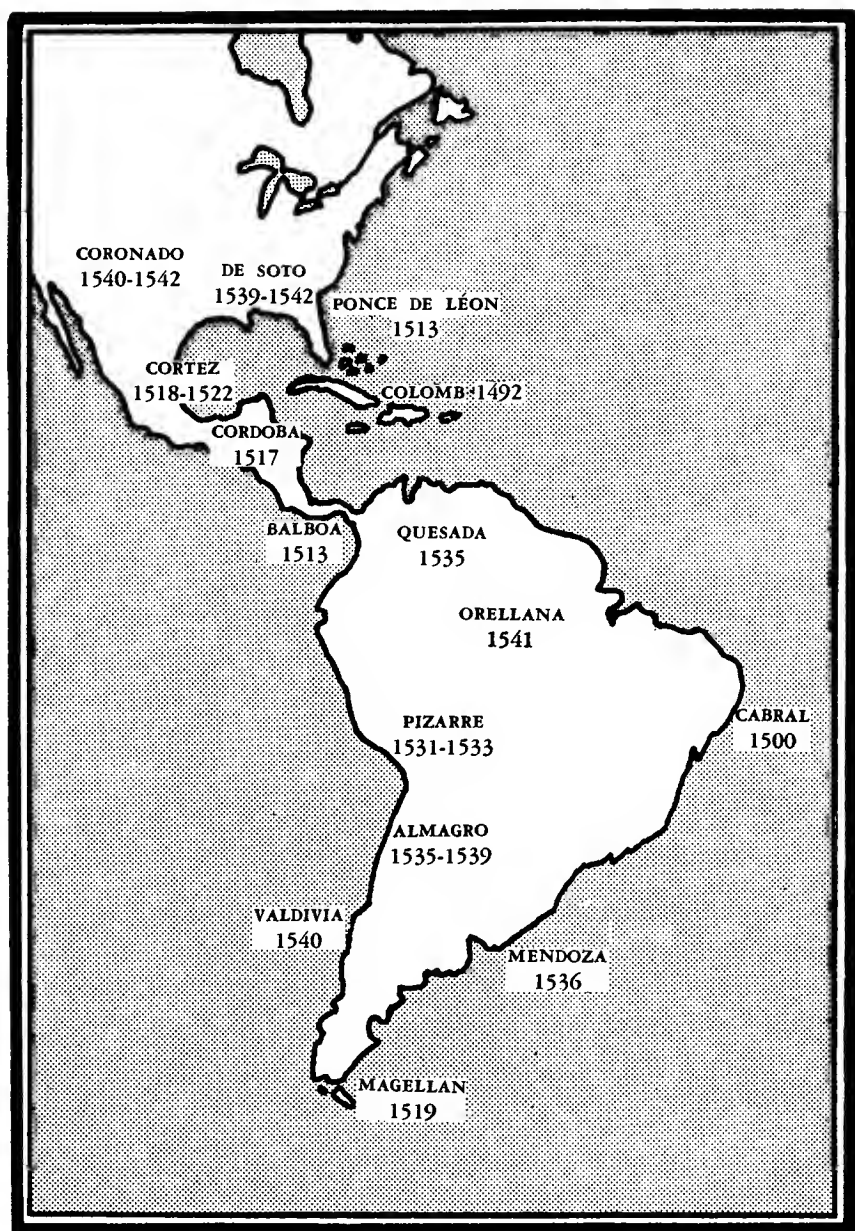 CORONADO
1540-1542
DE SOTO
1539-1542
PONCE DE LÉON
1513
CORTEZ
1518-1522
COLOMB 1492
CORDOBA
1517
BALBOA
1513
QUESADA
1535
ORELLANA
1541
PIZARRE
1531-1533
CABRAL
1500
ALMAGRO
1535-1539
VALDIVIA
1540
MENDOZA
1536
MAGELLAN
1519